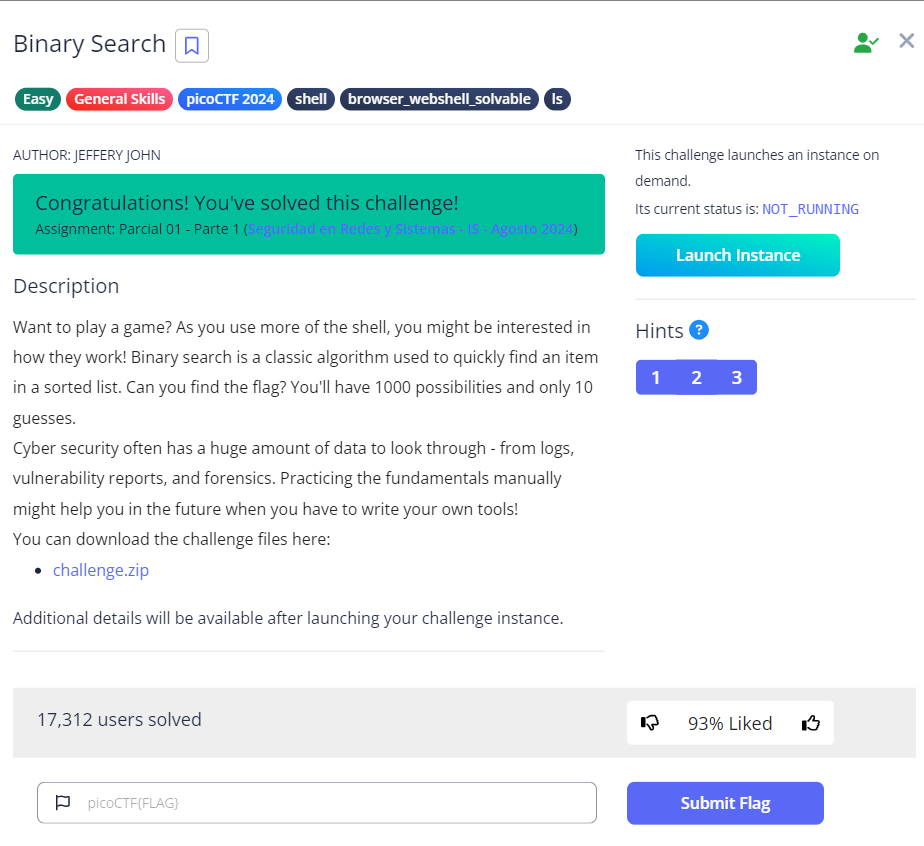 Binary Search
Easy General Skills picoCTF 2024 shell browser_webshell_solvable ls
AUTHOR: JEFFERY JOHN
Congratulations! You've solved this challenge!
Assignment: Parcial 01 - Parte 1 (Seguridad en Redes y Sistemas - IS - Agosto 2024)
Description
Want to play a game? As you use more of the shell, you might be interested in
how they work! Binary search is a classic algorithm used to quickly find an item
in a sorted list. Can you find the flag? You'll have 1000 possibilities and only 10
guesses.
Cyber security often has a huge amount of data to look through - from logs,
vulnerability reports, and forensics. Practicing the fundamentals manually
might help you in the future when you have to write your own tools!
You can download the challenge files here:
challenge.zip
Additional details will be available after launching your challenge instance.
This challenge launches an instance on
demand.
Its current status is: NOT_RUNNING
Launch Instance
Hints ?
1 2 3
17,312 users solved
93% Liked
picoCTF{FLAG}
Submit Flag